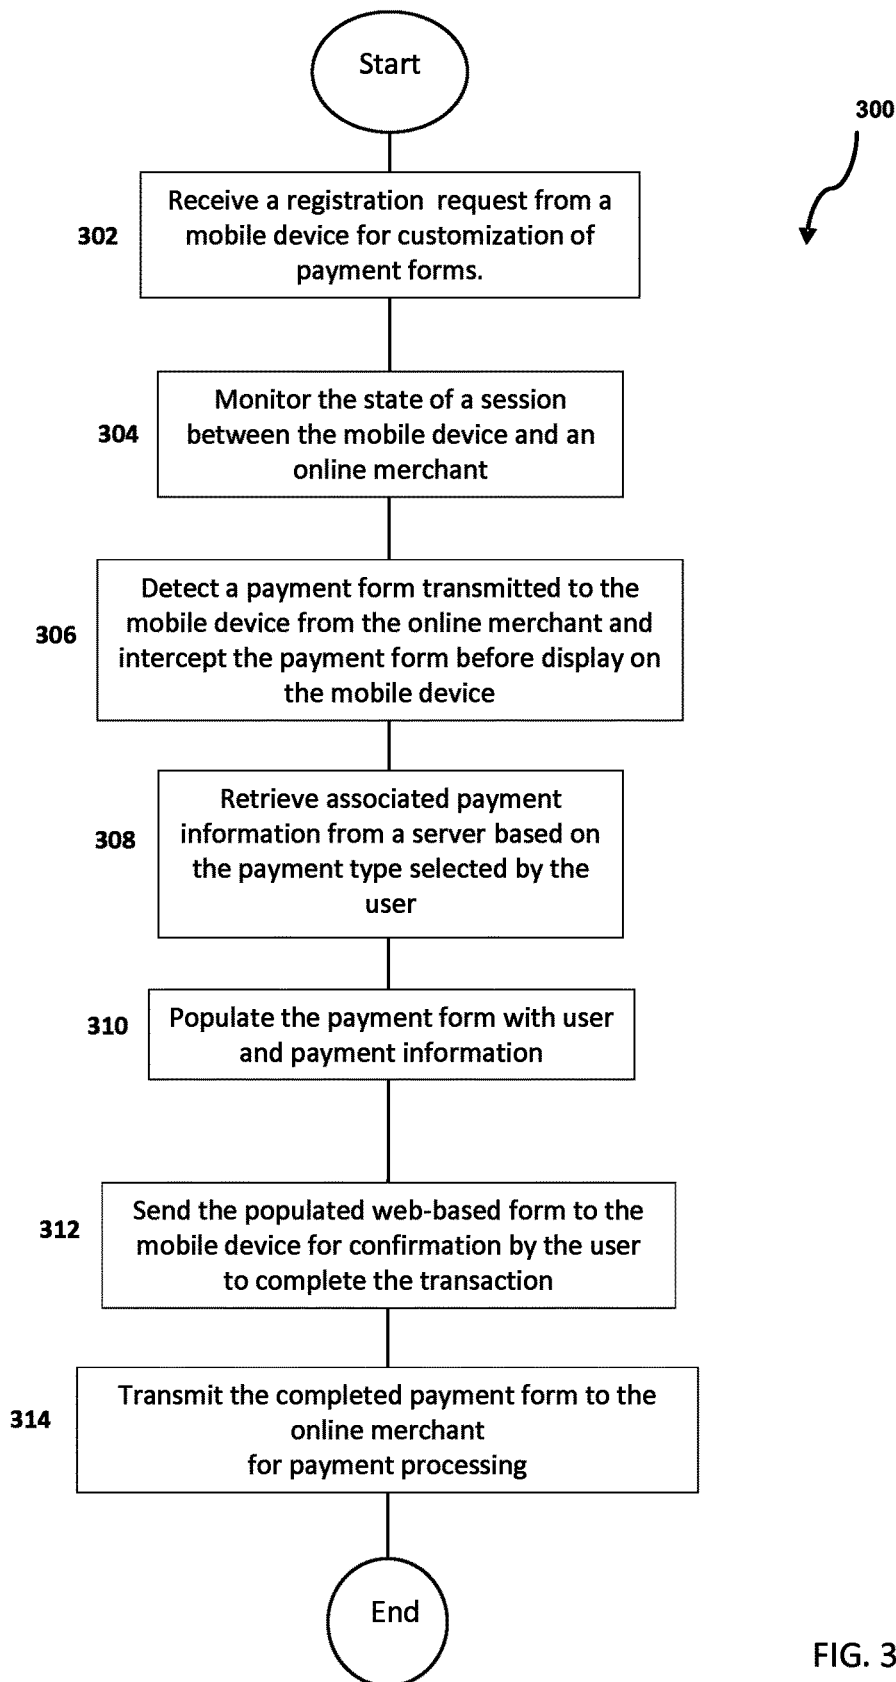 Start
300
302
Receive a registration request from a
mobile device for customization of
payment forms.
304
Monitor the state of a session
between the mobile device and an
online merchant
306
Detect a payment form transmitted to the
mobile device from the online merchant and
intercept the payment form before display on
the mobile device
308
Retrieve associated payment
information from a server based on
the payment type selected by the
user
310
Populate the payment form with user
and payment information
312
Send the populated web-based form to the
mobile device for confirmation by the user
to complete the transaction
314
Transmit the completed payment form to the
online merchant
for payment processing
End
FIG. 3